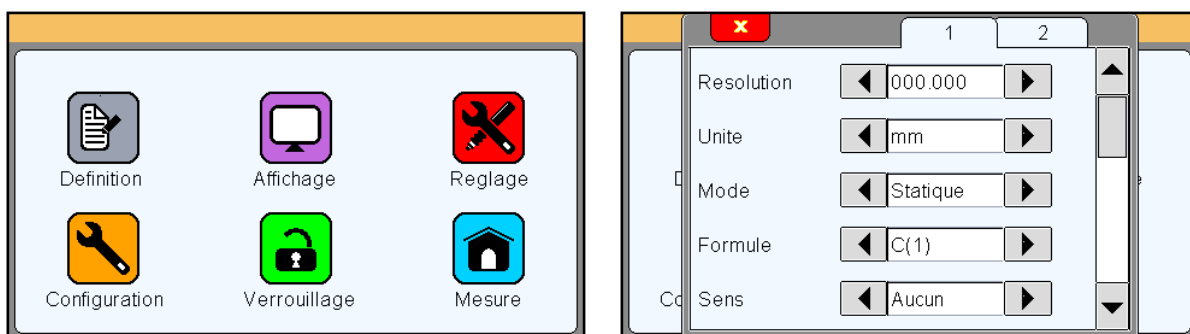 Definition
Affichage
Reglage
Configuration
Verrouillage
Mesure
x
1
2
Resolution
000.000
Unite
mm
Mode
Statique
Formule
C(1)
Sens
Aucun